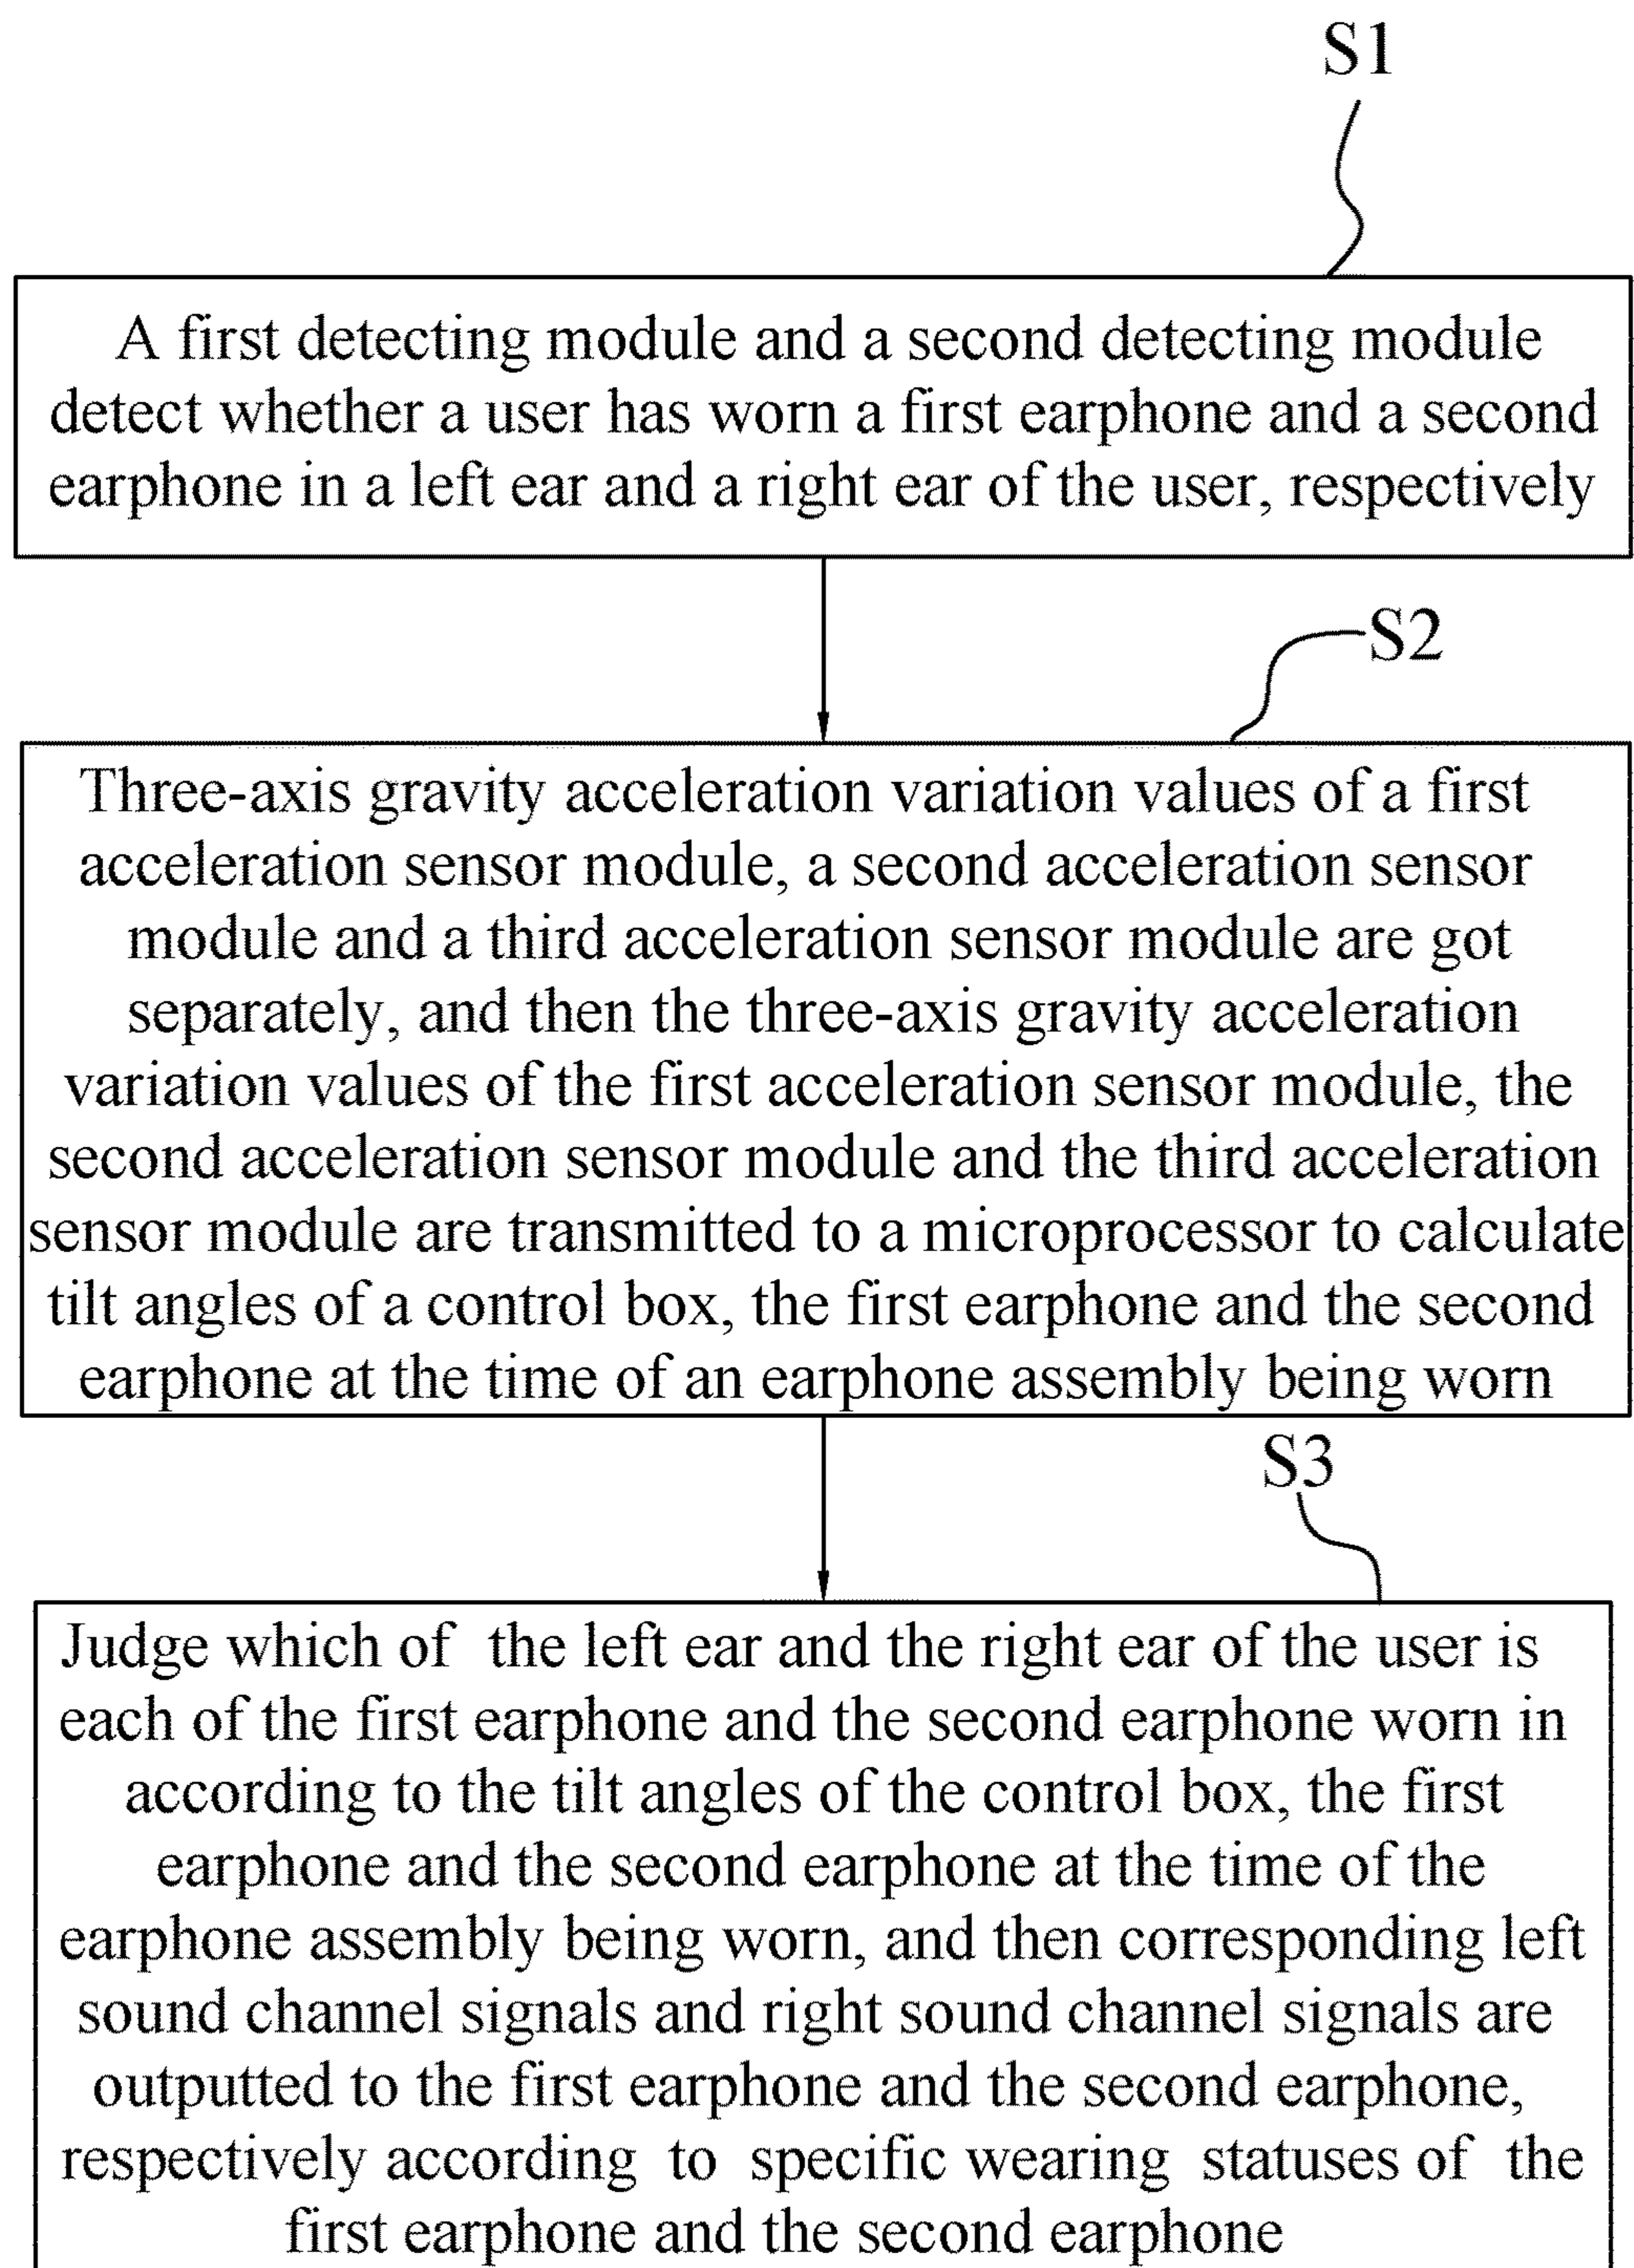 S1
A first detecting module and a second detecting module
detect whether a user has worn a first earphone and a second
earphone in a left ear and a right ear of the user, respectively
S2
Three-axis gravity acceleration variation values of a first
acceleration sensor module, a second acceleration sensor
module and a third acceleration sensor module are got
separately, and then the three-axis gravity acceleration
variation values of the first acceleration sensor module, the
second acceleration sensor module and the third acceleration
sensor module are transmitted to a microprocessor to calculate
tilt angles of a control box, the first earphone and the second
earphone at the time of an earphone assembly being worn
S3
Judge which of the left ear and the right ear of the user is
each of the first earphone and the second earphone worn in
according to the tilt angles of the control box, the first
earphone and the second earphone at the time of the
earphone assembly being worn, and then corresponding left
sound channel signals and right sound channel signals are
outputted to the first earphone and the second earphone,
respectively according to specific wearing statuses of the
first earphone and the second earphone